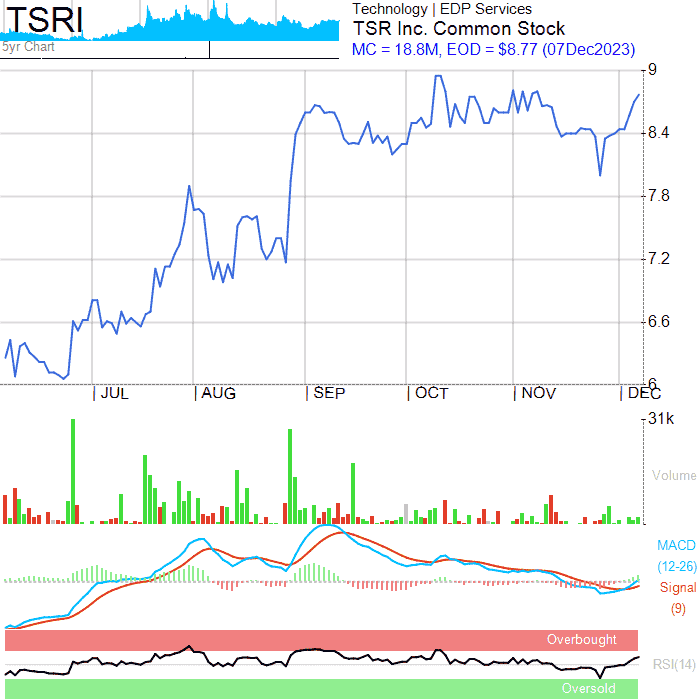 TSRI
5yr Chart
Technology | EDP Services
TSR Inc. Common Stock
MC = 18.8M, EOD = $8.77 (07Dec2023)
9
8.4
7.8
7.2
6.6
6
JUL AUG SEP OCT NOV DEC
31k
Volume
MACD
(12-26)
Signal
(9)
Overbought
RSI(14)
Oversold